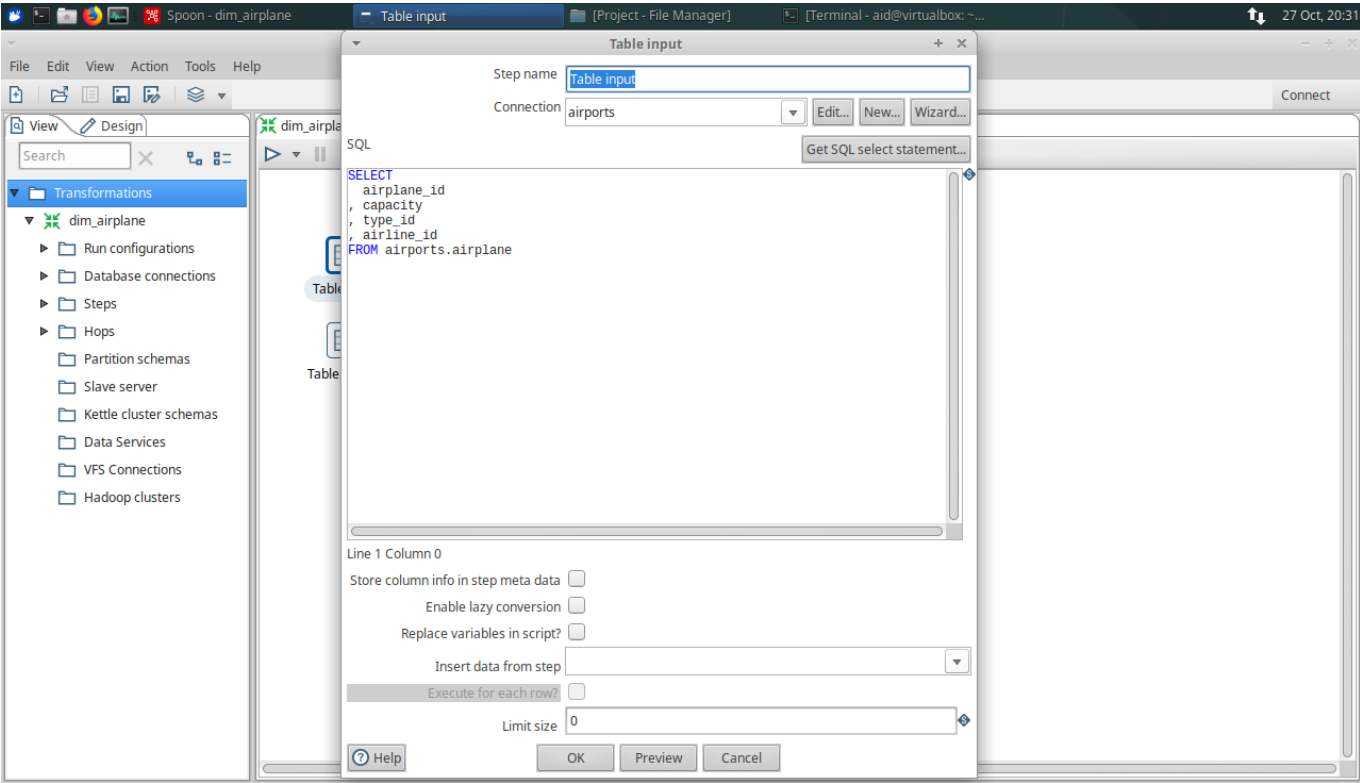 Spoon - dim_airplane
Table input
[Project - File Manager]
[Terminal - aid@virtualbox: ~...
27 Oct, 20:31
Table input
File Edit View Action Tools Help
Connect
View
Design
Search
Transformations
dim_airplane
Run configurations
Database connections
Steps
Hops
Partition schemas
Slave server
Kettle cluster schemas
Data Services
VFS Connections
Hadoop clusters
dim_airpla
Table
Table
Step name Table input
Connection airports Edit... New... Wizard...
SQL
Get SQL select statement...
SELECT
airplane_id
, capacity
, type_id
, airline_id
FROM airports.airplane
Line 1 Column 0
Store column info in step meta data
Enable lazy conversion
Replace variables in script?
Insert data from step
Execute for each row?
Limit size 0
Help OK Preview Cancel